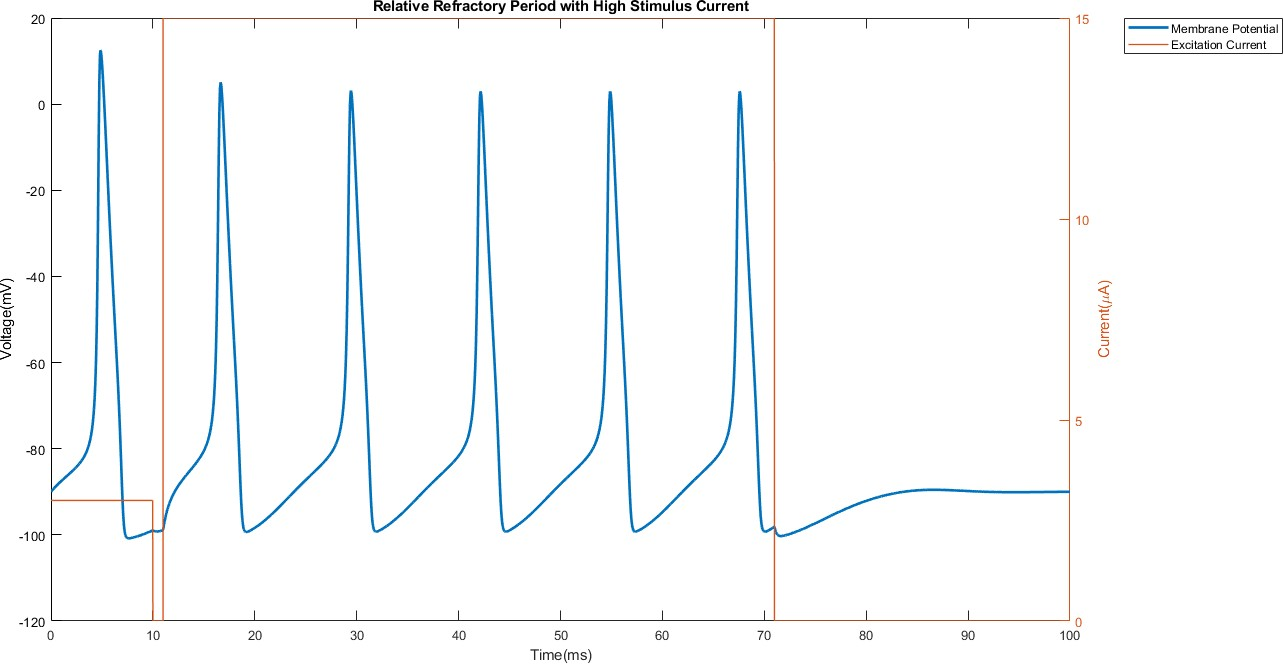 Relative Refractory Period with High Stimulus Current
Membrane Potential
Excitation Current
20
0
-20
-40
-60
-80
-100
-120
Voltage(mV)
15
10
5
0
Current(μA)
0 10 20 30 40 50 60 70 80 90 100
Time(ms)